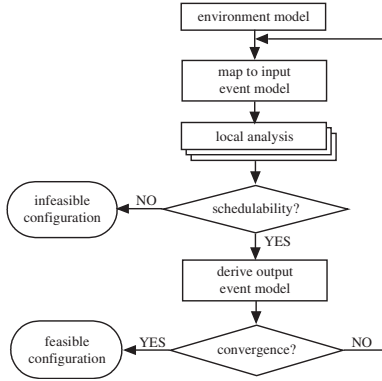 environment model
map to input
event model
local analysis
infeasible
configuration
NO
schedulability?
YES
derive output
event model
feasible
configuration
YES
convergence?
NO